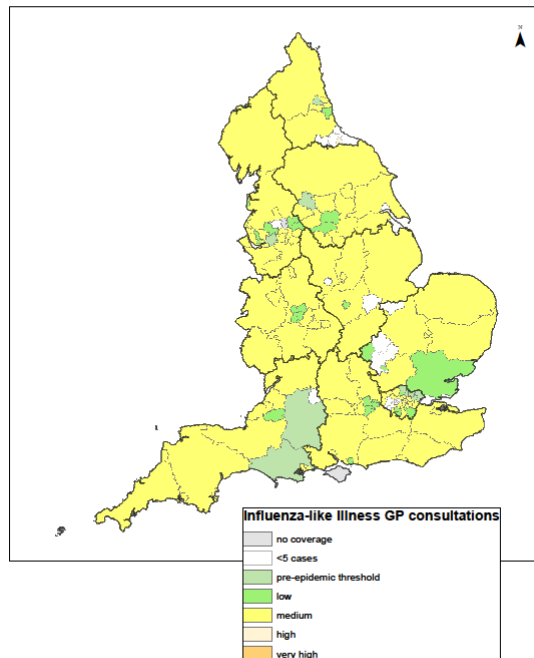 N
Influenza-like Illness GP consultations
no coverage
<5 cases
pre-epidemic threshold
low
medium
high
very high